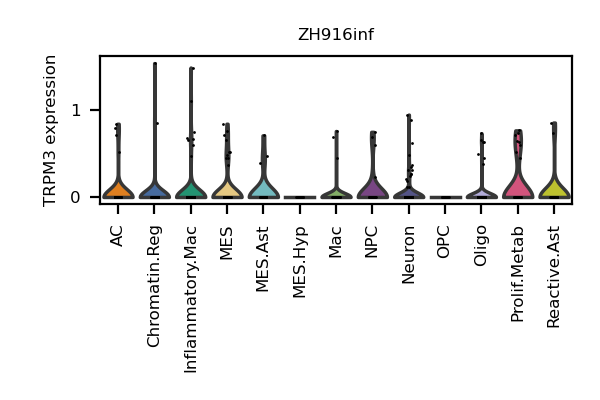 ZH916inf
TRPM3 expression
1
0
AC
Chromatin.Reg
Inflammatory.Mac
MES
MES.Ast
MES.Hyp
Mac
NPC
Neuron
OPC
Oligo
Prolif.Metab
Reactive.Ast